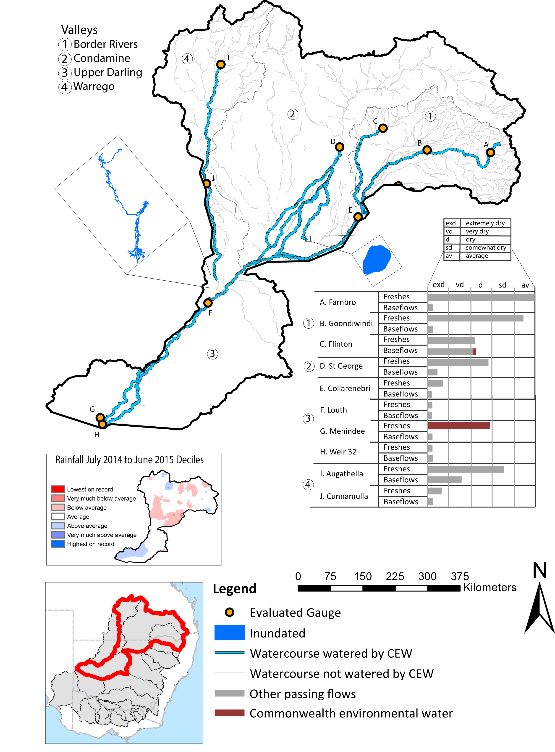 Valleys
1 Border Rivers
2 Condamine
3 Upper Darling
4 Warrego
4
I
2
C
1
D
B
A
J
E
F
3
G
H
exd extremely dry
vd very dry
d dry
sd somewhat dry
av average
exd vd d sd av
1
A. Farnbro Freshes
Baseflows
B. Goondiwindi Freshes
Baseflows
C. Flinton Freshes
Baseflows
2
D. St George Freshes
Baseflows
3
E. Collarenebri Freshes
Baseflows
F. Louth Freshes
Baseflows
G. Menindee Freshes
Baseflows
H. Weir 32 Freshes
Baseflows
4
I. Augathella Freshes
Baseflows
J. Cunnamulla Freshes
Baseflows
Rainfall July 2014 to June 2015 Deciles
Lowest on record
Very much below average
Below average
Average
Above average
Very much above average
Highest on record
0 75 150 225 300 375
Kilometers
N
Legend
Evaluated Gauge
Inundated
Watercourse watered by CEW
Watercourse not watered by CEW
Other passing flows
Commonwealth environmental water